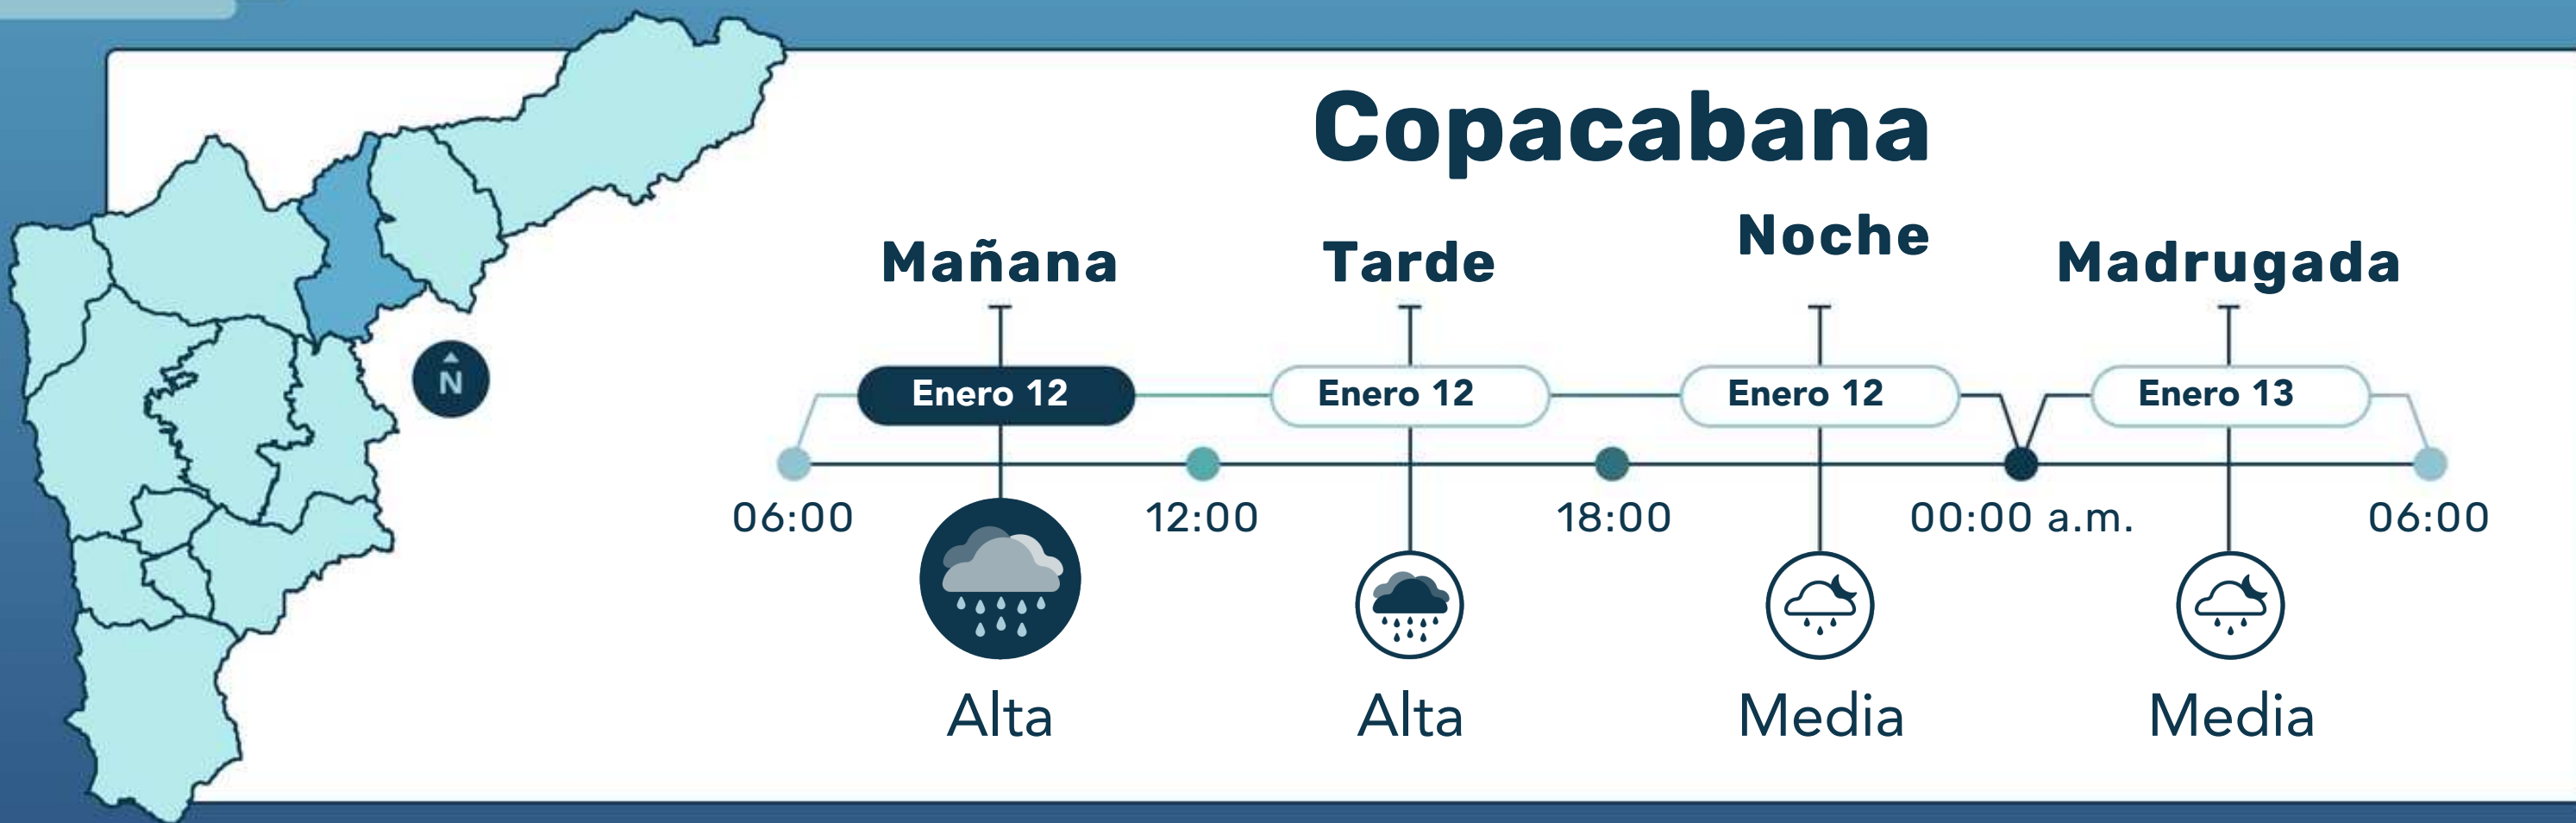 Copacabana
Mañana
Tarde
Noche
Madrugada
Enero 12
Enero 12
Enero 12
Enero 13
N
06:00
12:00
18:00
00:00 a.m.
06:00
Alta
Alta
Media
Media